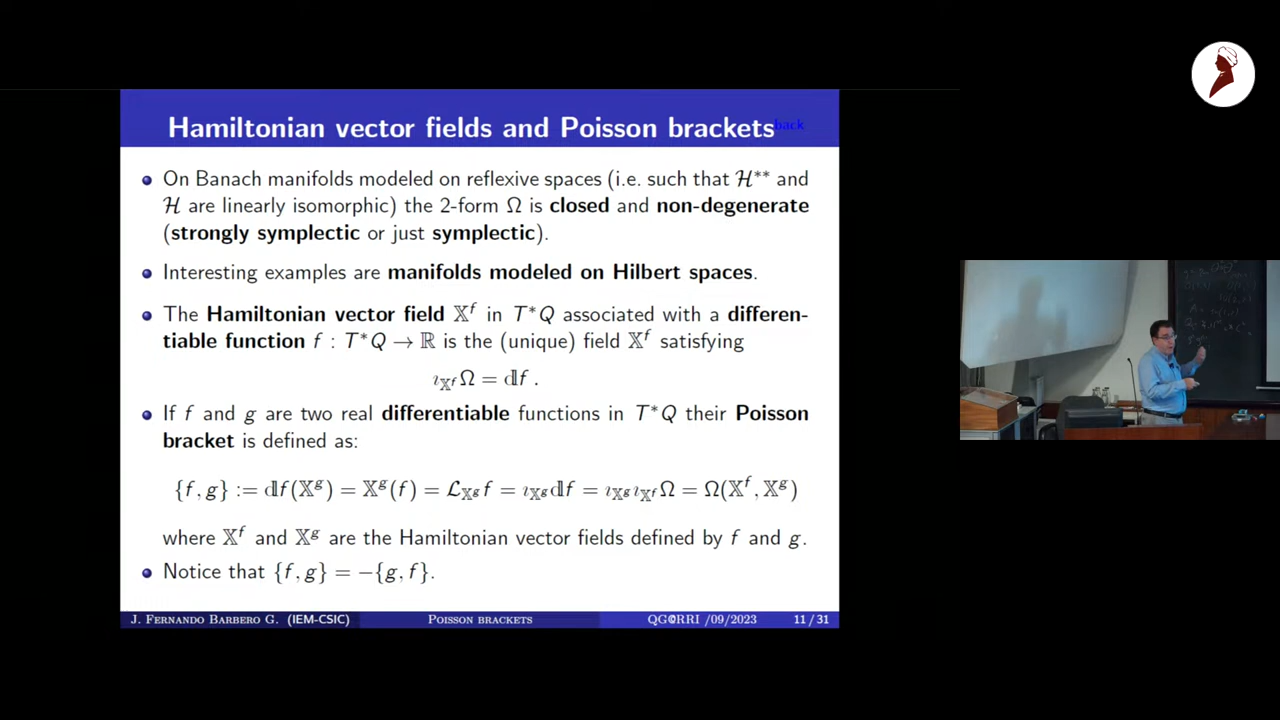 Hamiltonian vector fields and Poisson brackets back
On Banach manifolds modeled on reflexive spaces (i.e. such that ℋ** and
ℋ are linearly isomorphic) the 2-form Ω is closed and non-degenerate
(strongly symplectic or just symplectic).
Interesting examples are manifolds modeled on Hilbert spaces.
The Hamiltonian vector field 𝕏^f in T*Q associated with a differen-
tiable function f : T*Q → ℝ is the (unique) field 𝕏^f satisfying
ı_{𝕏^f} Ω = 𝕕f .
If f and g are two real differentiable functions in T*Q their Poisson
bracket is defined as:
{f, g} := 𝕕f(𝕏^g) = 𝕏^g(f) = ℒ_{𝕏^g} f = ı_{𝕏^g} 𝕕f = ı_{𝕏^g} ı_{𝕏^f} Ω = Ω(𝕏^f, 𝕏^g)
where 𝕏^f and 𝕏^g are the Hamiltonian vector fields defined by f and g.
Notice that {f, g} = −{g, f}.
J. Fernando Barbero G. (IEM-CSIC) Poisson brackets QG@RRI /09/2023 11 / 31